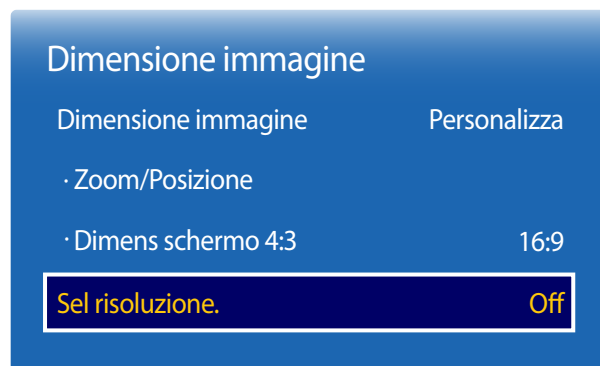 Dimensione immagine
Dimensione immagine Personalizza
· Zoom/Posizione
· Dimens schermo 4:3 16:9
Sel risoluzione. Off